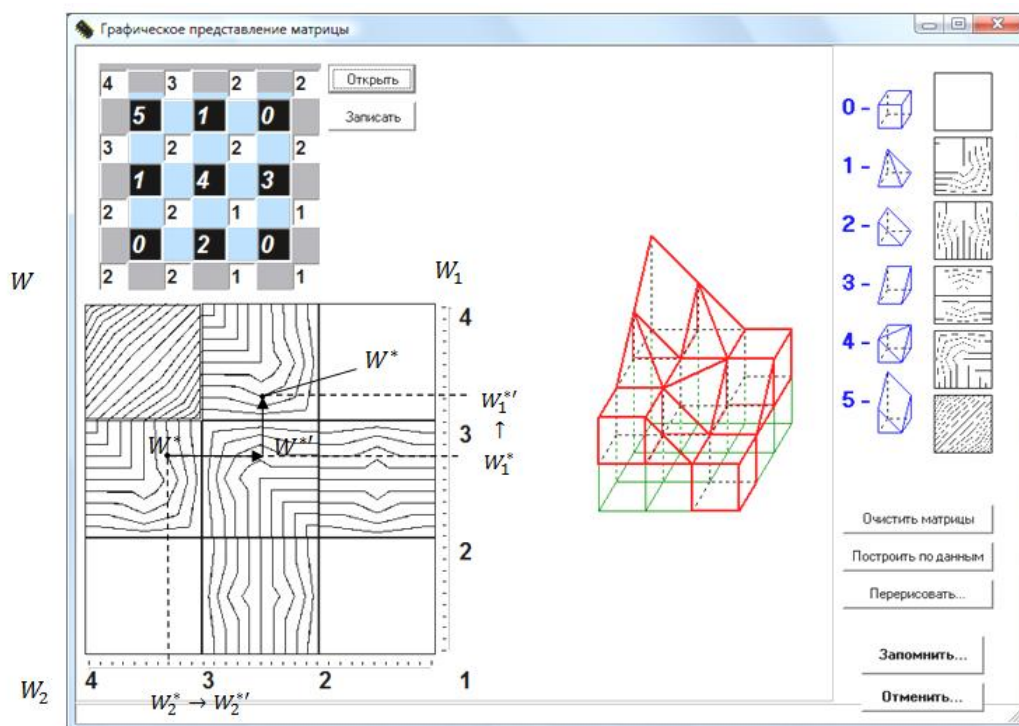 Графическое представление матрицы
4 3 2 2
Открыть
5 1 0
Записать
3 2 2 2
1 4 3
2 2 1 1
0 2 0
2 2 1 1
0 -
1 -
2 -
3 -
4 -
5 -
W
W₁
4
W*
W₁*′
↑
3
W* W*′
W₁*
2
W₂
4 3 2 1
W₂* → W₂*′
Очистить матрицы
Построить по данным
Перерисовать...
Запомнить...
Отменить...